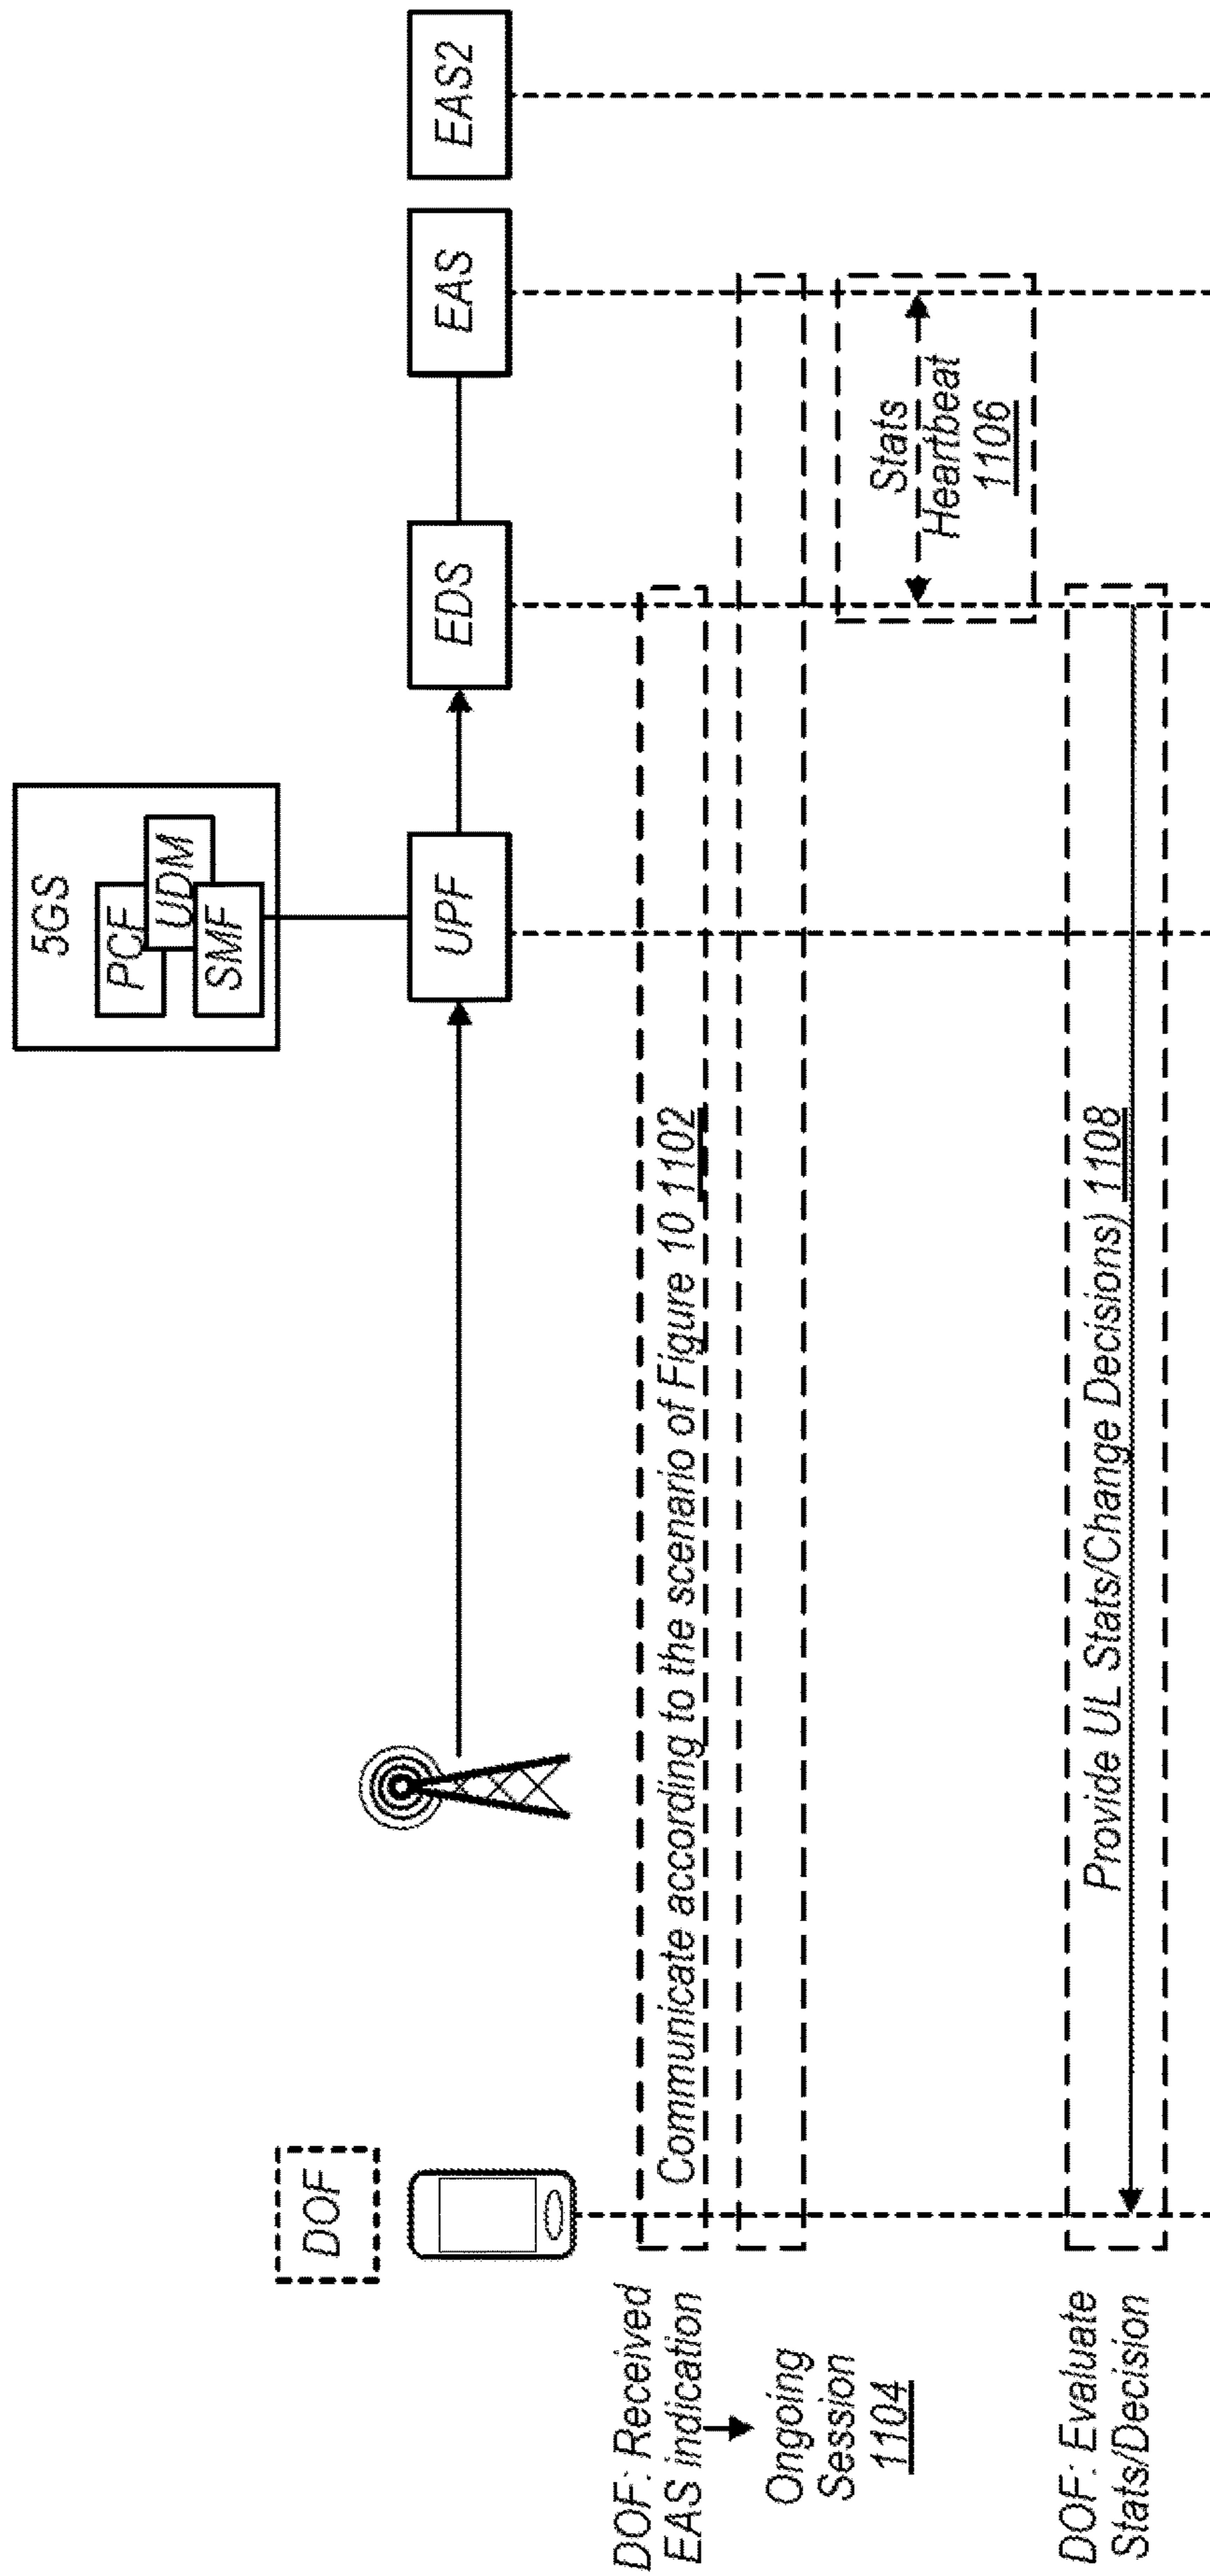 5GS
PCF
UDM
SMF
DOF
UPF
EDS
EAS
EAS2
DOF: Received
EAS indication
Communicate according to the scenario of Figure 10 1102
Ongoing
Session
1104
Stats
Heartbeat
1106
DOF: Evaluate
Stats/Decision
Provide UL Stats/Change Decisions) 1108